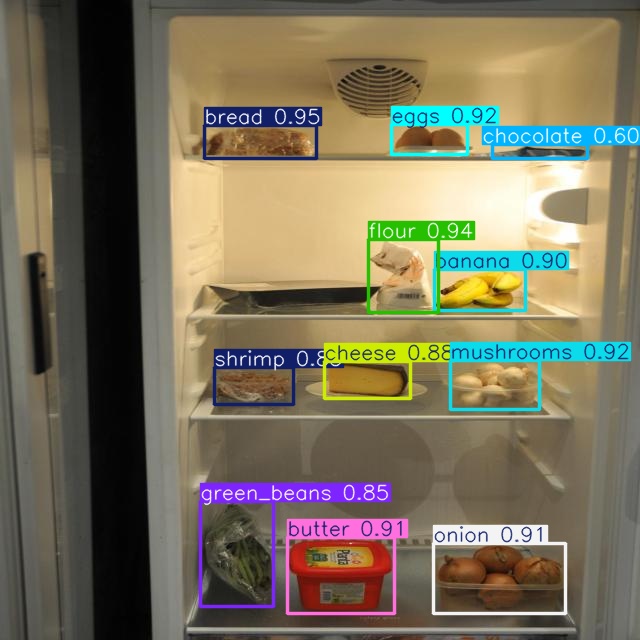 bread 0.95
eggs 0.92
chocolate 0.60
flour 0.94
banana 0.90
shrimp 0.8
cheese 0.88
mushrooms 0.92
green_beans 0.85
butter 0.91
onion 0.91